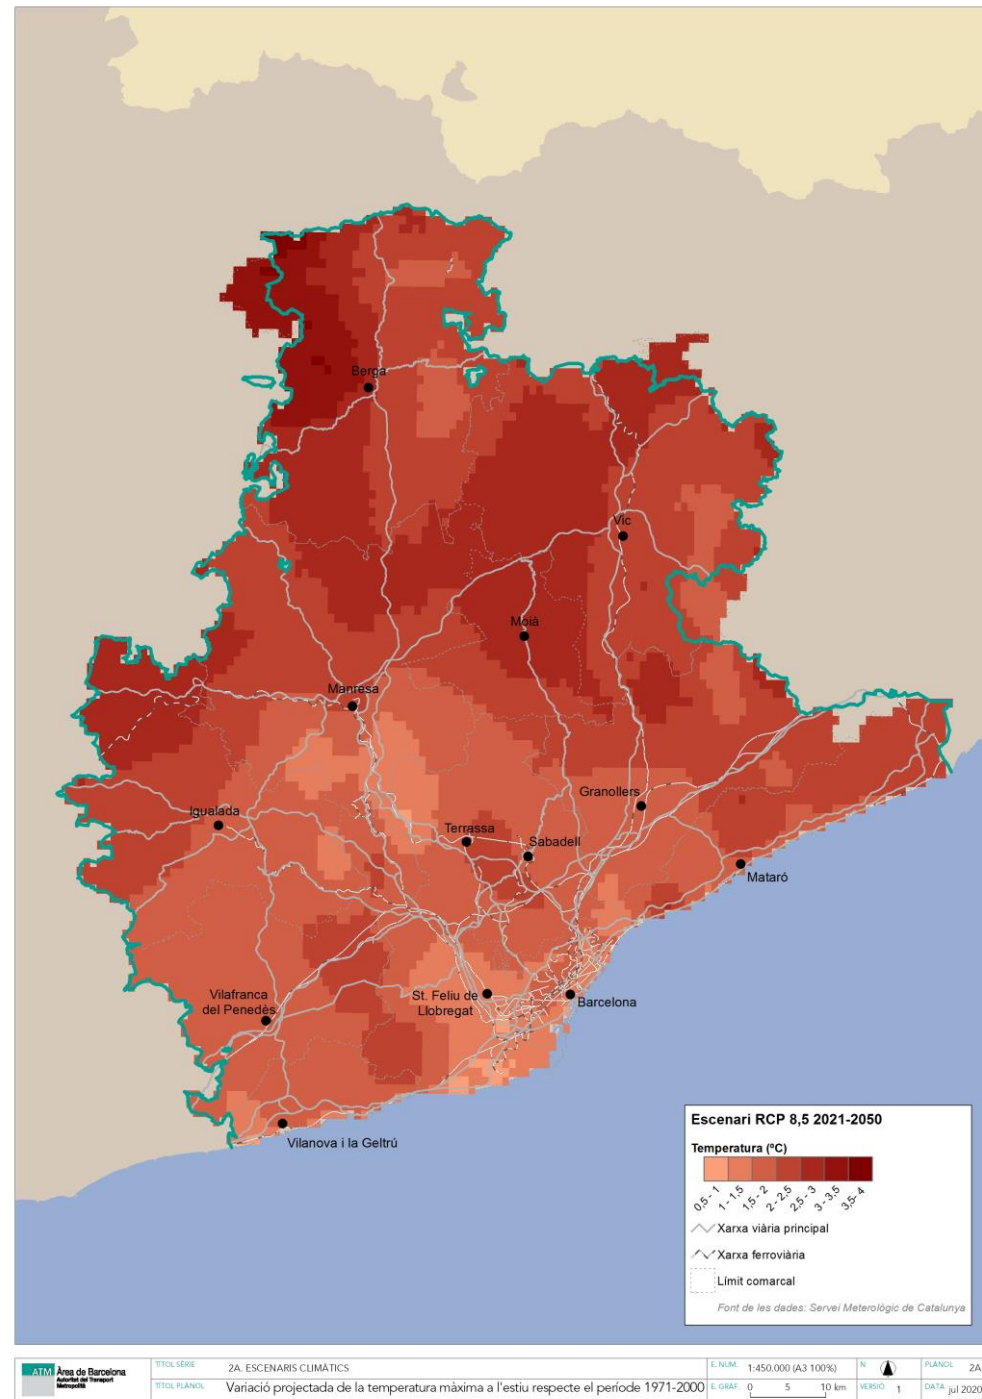 Berga
Vic
Moià
Manresa
Igualada
Granollers
Terrassa
Sabadell
Mataró
Vilafranca
del Penedès
St. Feliu de
Llobregat
Barcelona
Vilanova i la Geltrú
Escenari RCP 8,5 2021-2050
Temperatura (ºC)
0,5 - 1
1 - 1,5
1,5 - 2
2 - 2,5
2,5 - 3
3 - 3,5
3,5- 4
Xarxa viària principal
Xarxa ferroviària
Límit comarcal
Font de les dades: Servei Meterològic de Catalunya
ATM Àrea de Barcelona
Autoritat del Transport
Metropolità
TÍTOL SÈRIE 2A. ESCENARIS CLIMÀTICS
E. NUM. 1:450.000 (A3 100%) N PLÀNOL 2A
TÍTOL PLÀNOL Variació projectada de la temperatura màxima a l'estiu respecte el període 1971-2000
E. GRÀF. 0 5 10 km VERSIÓ 1 DATA jul 2020